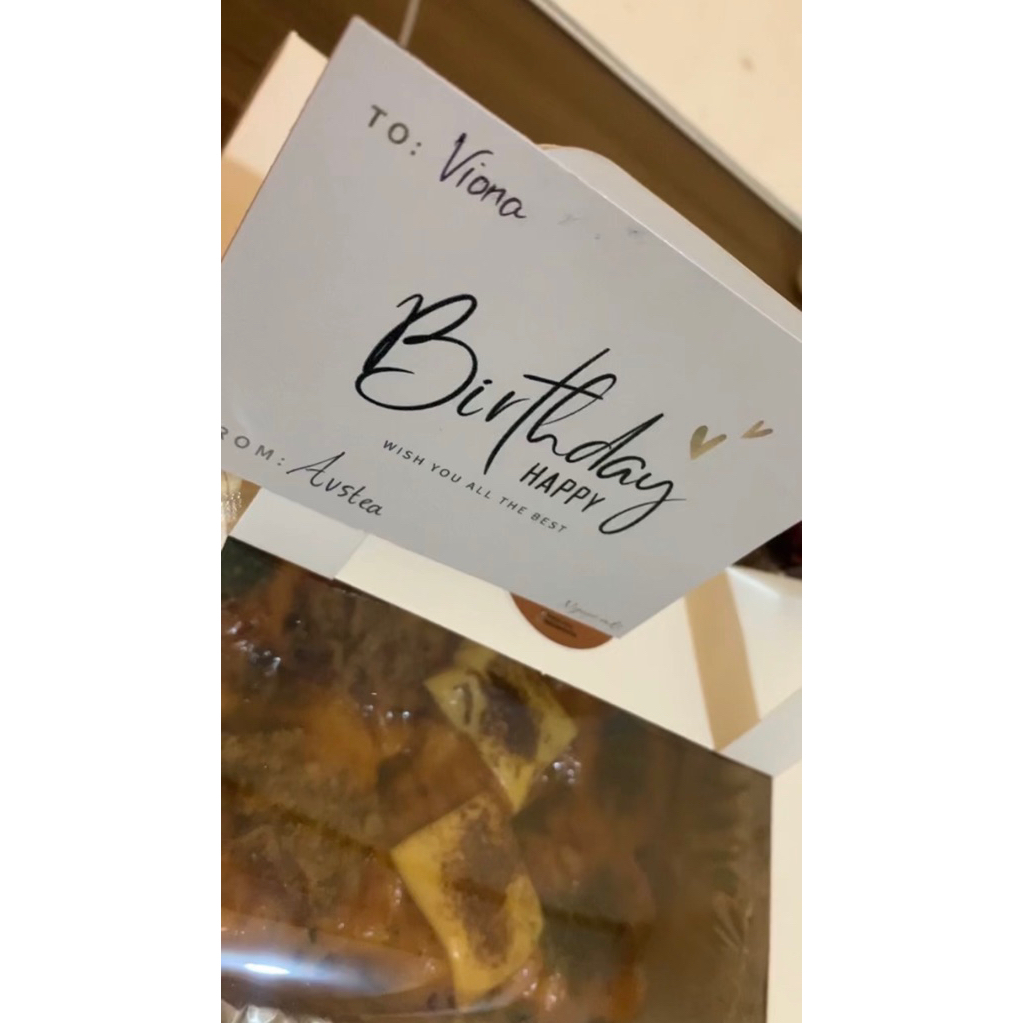 TO: Viona
Birthday
HAPPY
WISH YOU ALL THE BEST
ROM: Avstea